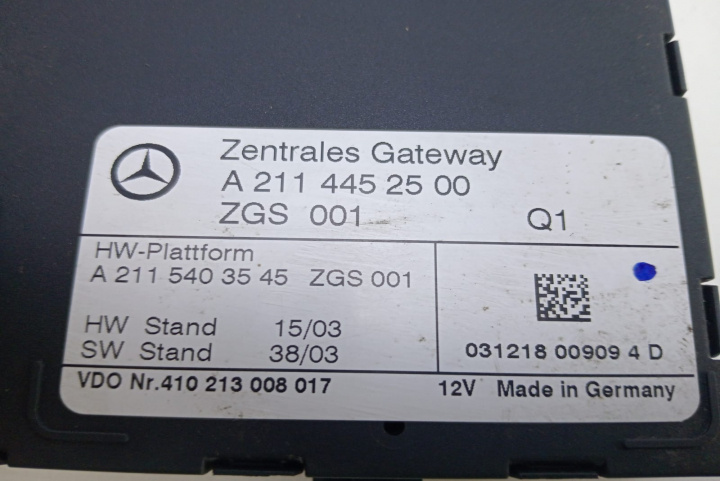 Zentrales Gateway
A 211 445 25 00
ZGS 001 Q1
HW-Plattform
A 211 540 35 45 ZGS 001
HW Stand 15/03
SW Stand 38/03
031218 00909 4 D
VDO Nr.410 213 008 017
12V Made in Germany